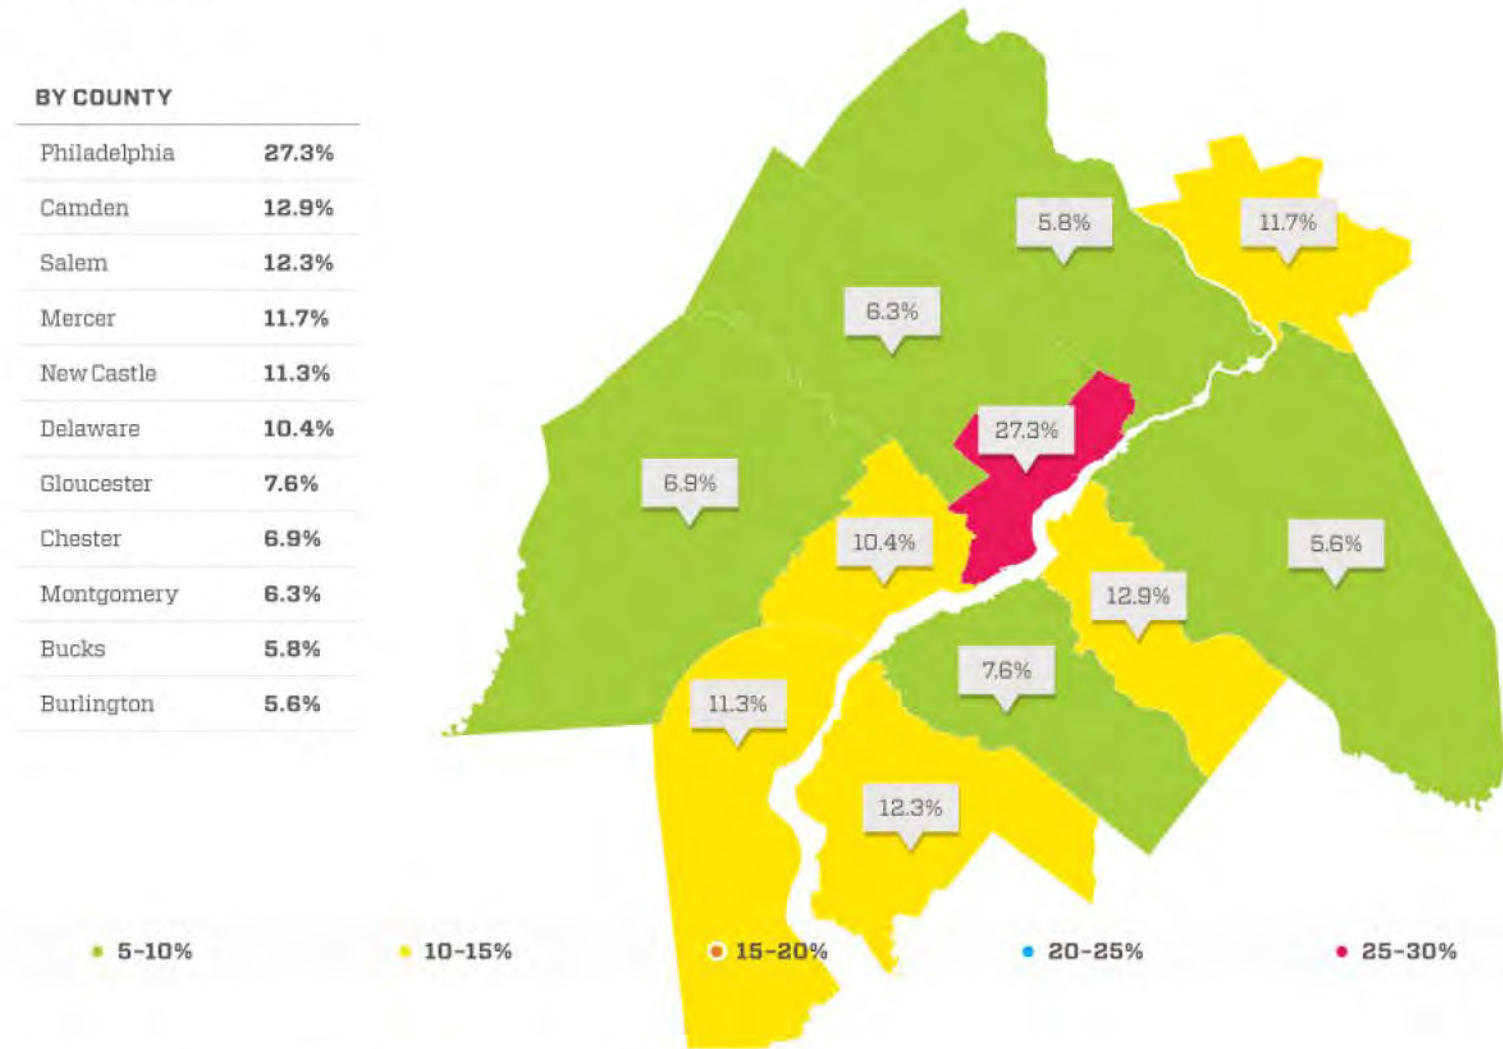 BY COUNTY
Philadelphia 27.3%
Camden 12.9%
Salem 12.3%
Mercer 11.7%
New Castle 11.3%
Delaware 10.4%
Gloucester 7.6%
Chester 6.9%
Montgomery 6.3%
Bucks 5.8%
Burlington 5.6%
5.8%
11.7%
6.3%
27.3%
6.9%
10.4%
5.6%
12.9%
7.6%
11.3%
12.3%
5-10%
10-15%
15-20%
20-25%
25-30%